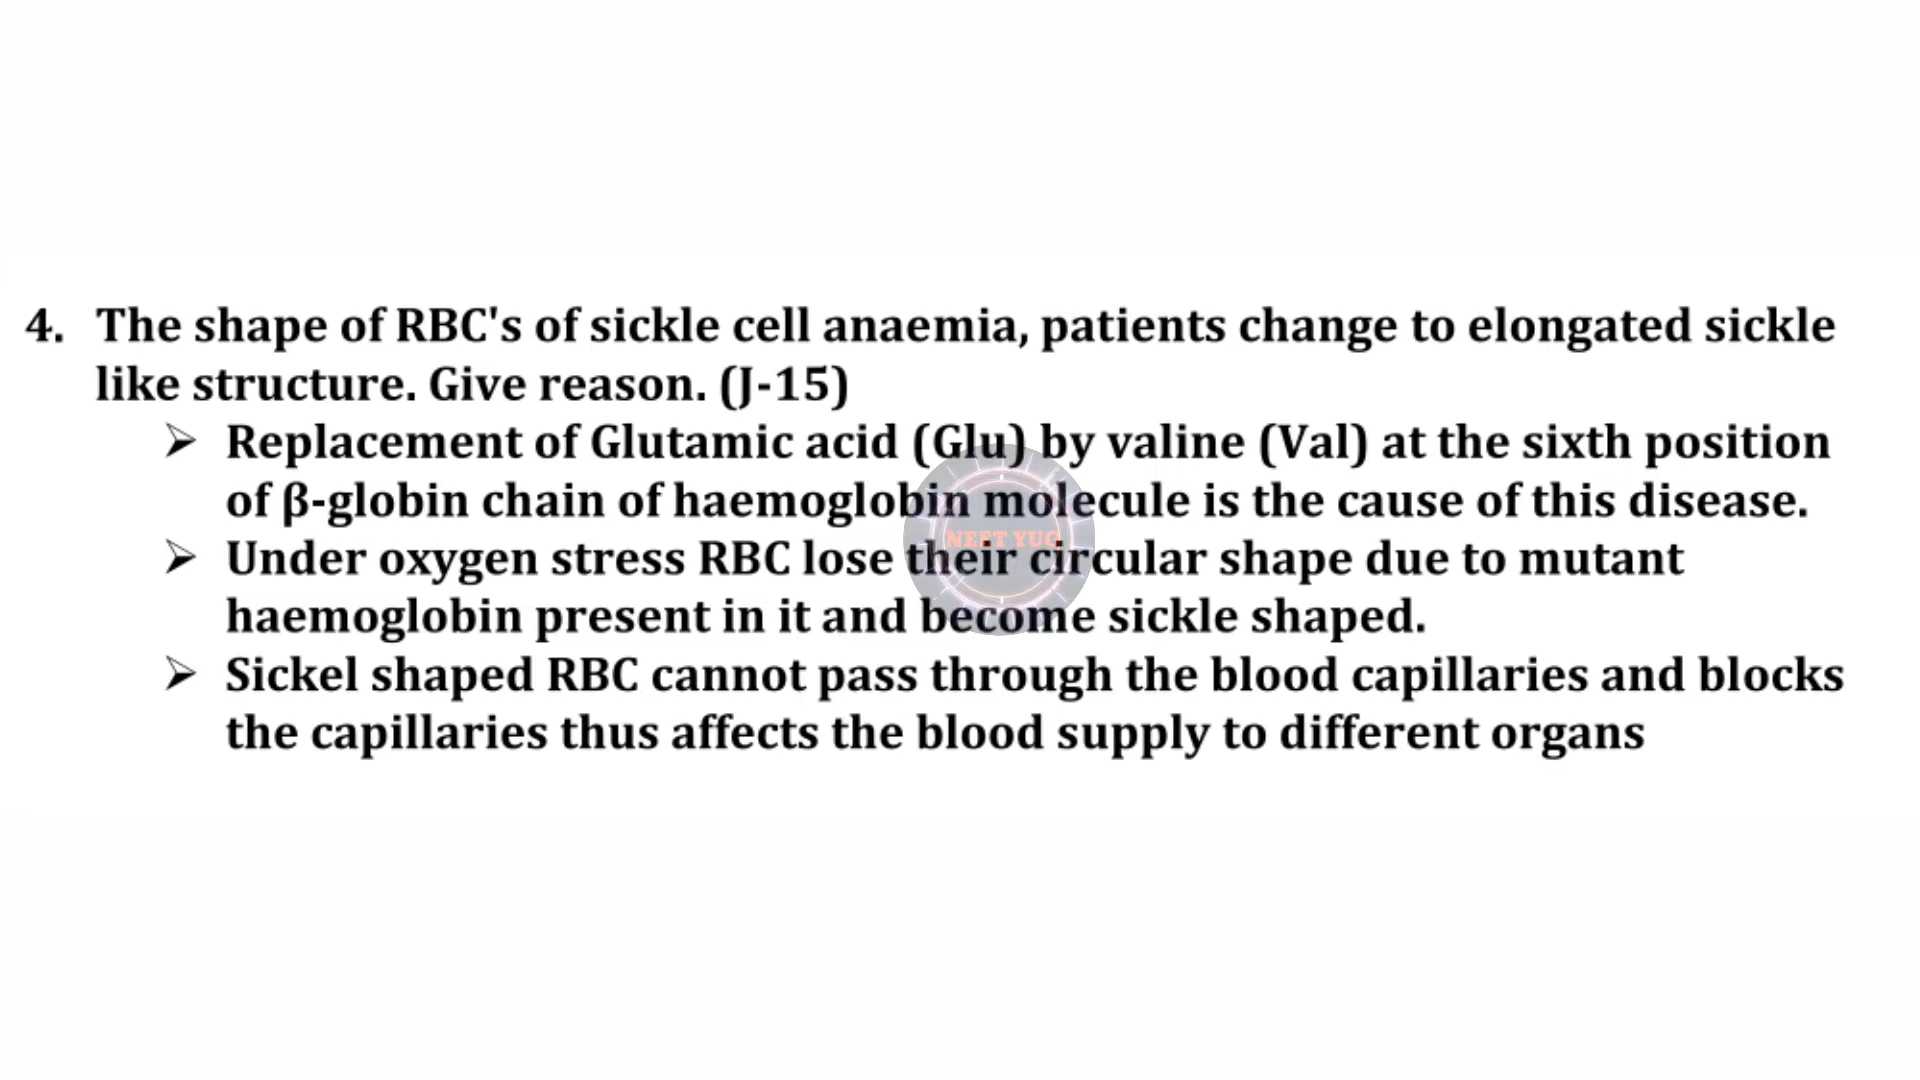 4. The shape of RBC's of sickle cell anaemia, patients change to elongated sickle
like structure. Give reason. (J-15)
➢ Replacement of Glutamic acid (Glu) by valine (Val) at the sixth position
of β-globin chain of haemoglobin molecule is the cause of this disease.
➢ Under oxygen stress RBC lose their circular shape due to mutant
NEET YUG
haemoglobin present in it and become sickle shaped.
➢ Sickel shaped RBC cannot pass through the blood capillaries and blocks
the capillaries thus affects the blood supply to different organs